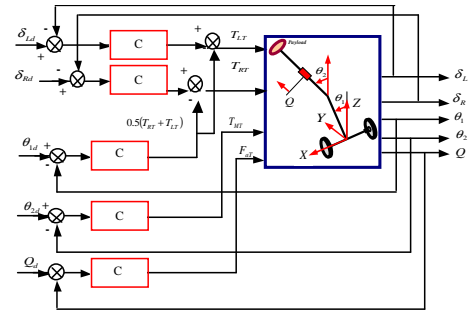 δ_Ld
- + C + +
T_LT
δ_Rd
- + C + -
T_RT
Payload
θ_2
Q
θ_1
Z
Y
X
δ_L
δ_R
θ_1
θ_2
Q
0.5(T_RT + T_LT)
T_MT
F_aT
θ_1d
+ - C
θ_2d
+ - C
Q_d
+ - C